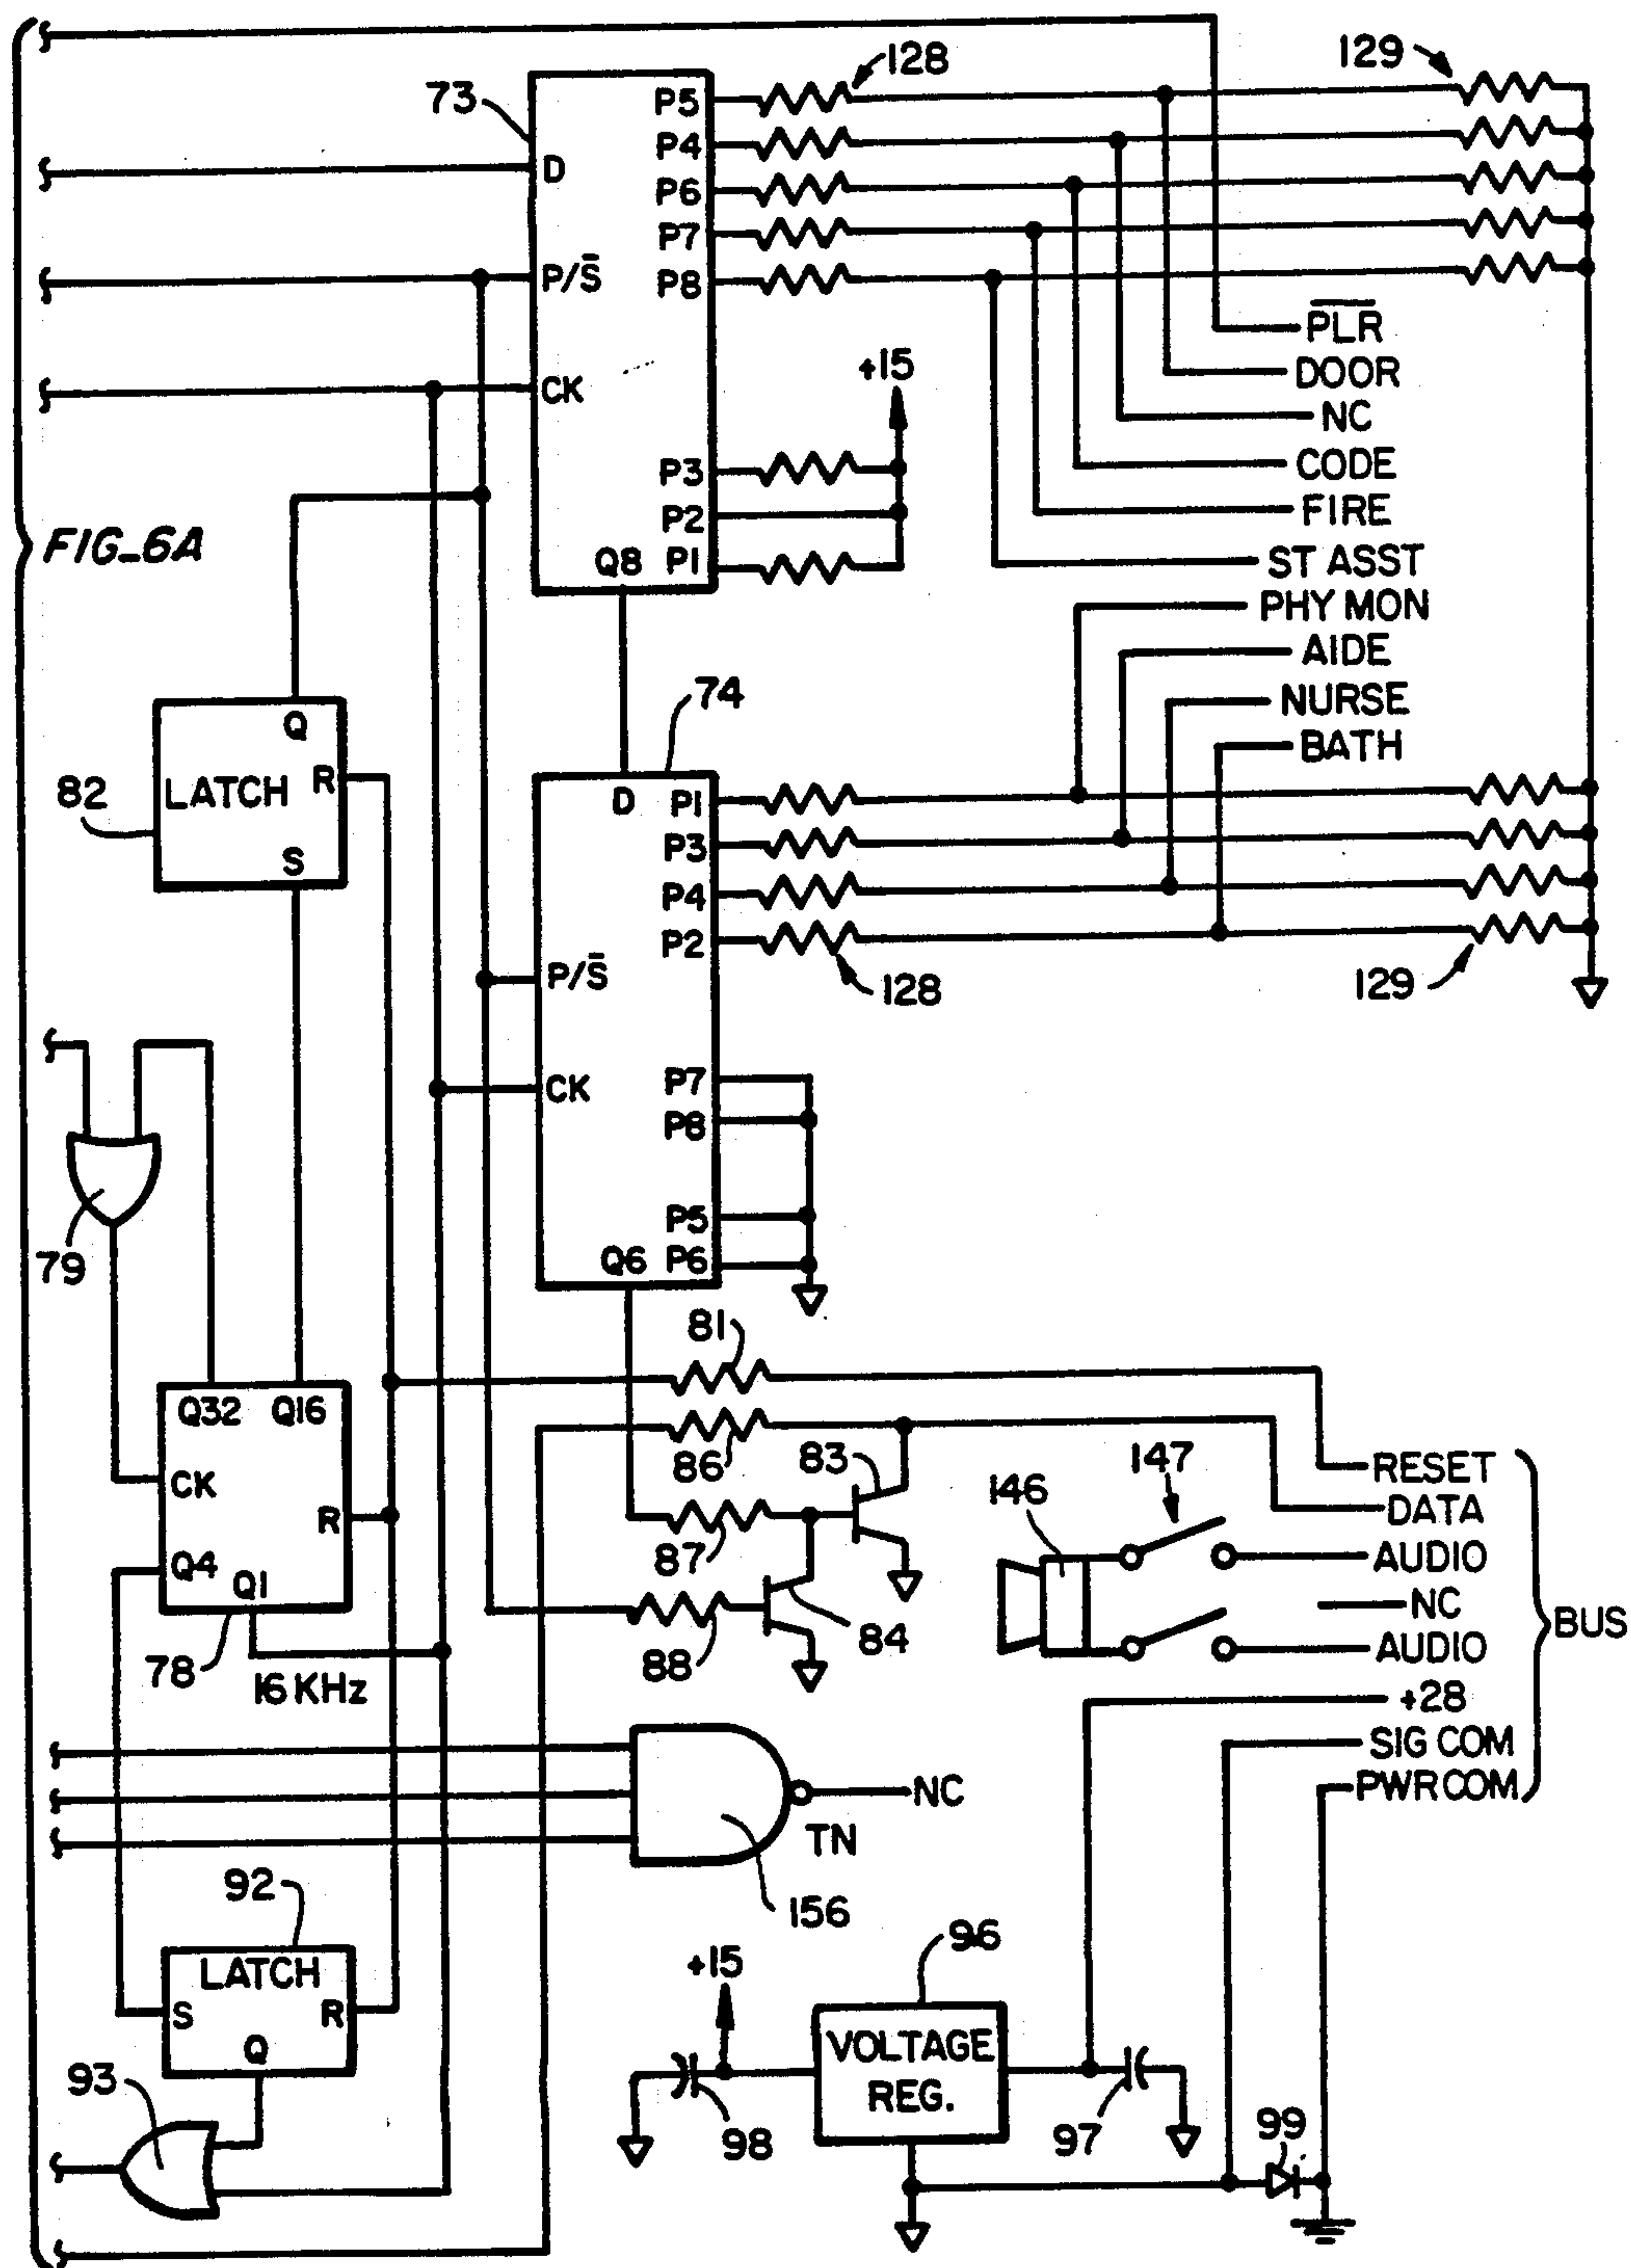 128
129
73
P5
P4
D
P6
P7
P/S̅
P8
P̅L̅R̅
DOOR
+15
CK
NC
CODE
P3
FIRE
P2
FIG_6A
Q8 P1
ST ASST
PHY MON
AIDE
74
NURSE
Q
BATH
82
LATCH
R
D P1
P3
S
P4
P2
P/S̅
128
129
P7
CK
P8
P5
79
Q6 P6
81
Q32 Q16
86
83
147
RESET
CK
146
DATA
R
87
AUDIO
Q4
Q1
NC
BUS
84
AUDIO
78
88
16 KHz
+28
SIG COM
PWR COM
NC
TN
92
156
96
LATCH
+15
S
R
VOLTAGE
REG.
Q
93
98
97
99